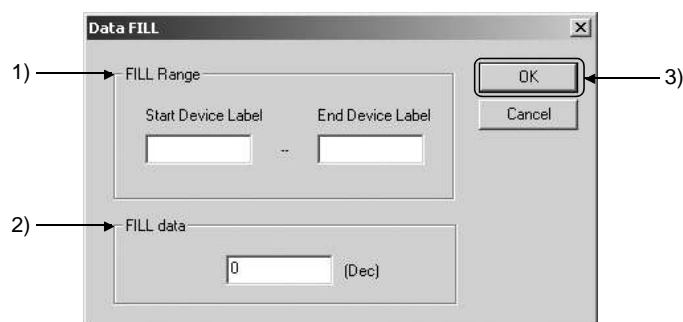 Data FILL
1)
FILL Range
OK
3)
Start Device Label
End Device Label
Cancel
--
2)
FILL data
0
(Dec)